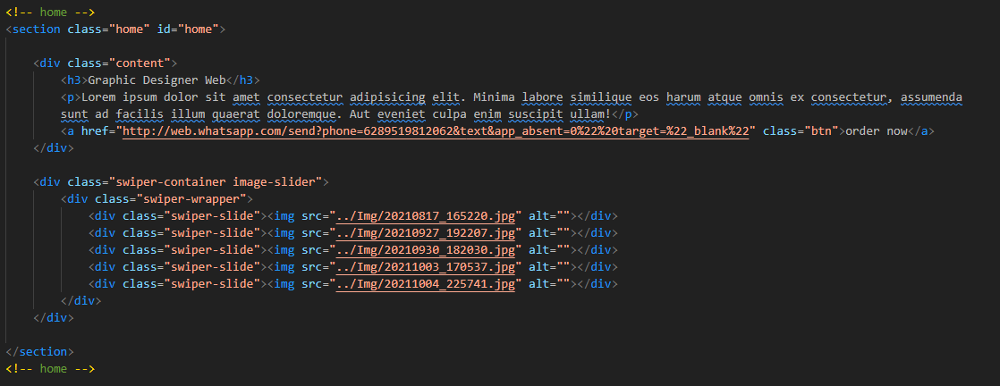 <!-- home -->
<section class="home" id="home">
<div class="content">
<h3>Graphic Designer Web</h3>
<p>Lorem ipsum dolor sit amet consectetur adipisicing elit. Minima labore similique eos harum atque omnis ex consectetur, assumenda
sunt ad facilis illum quaerat doloremque. Aut eveniet culpa enim suscipit ullam!</p>
<a href="http://web.whatsapp.com/send?phone=6289519812062&text&app_absent=0%22%20target=%22_blank%22" class="btn">order now</a>
</div>
<div class="swiper-container image-slider">
<div class="swiper-wrapper">
<div class="swiper-slide"><img src="../Img/20210817_165220.jpg" alt=""></div>
<div class="swiper-slide"><img src="../Img/20210927_192207.jpg" alt=""></div>
<div class="swiper-slide"><img src="../Img/20210930_182030.jpg" alt=""></div>
<div class="swiper-slide"><img src="../Img/20211003_170537.jpg" alt=""></div>
<div class="swiper-slide"><img src="../Img/20211004_225741.jpg" alt=""></div>
</div>
</div>
</section>
<!-- home -->